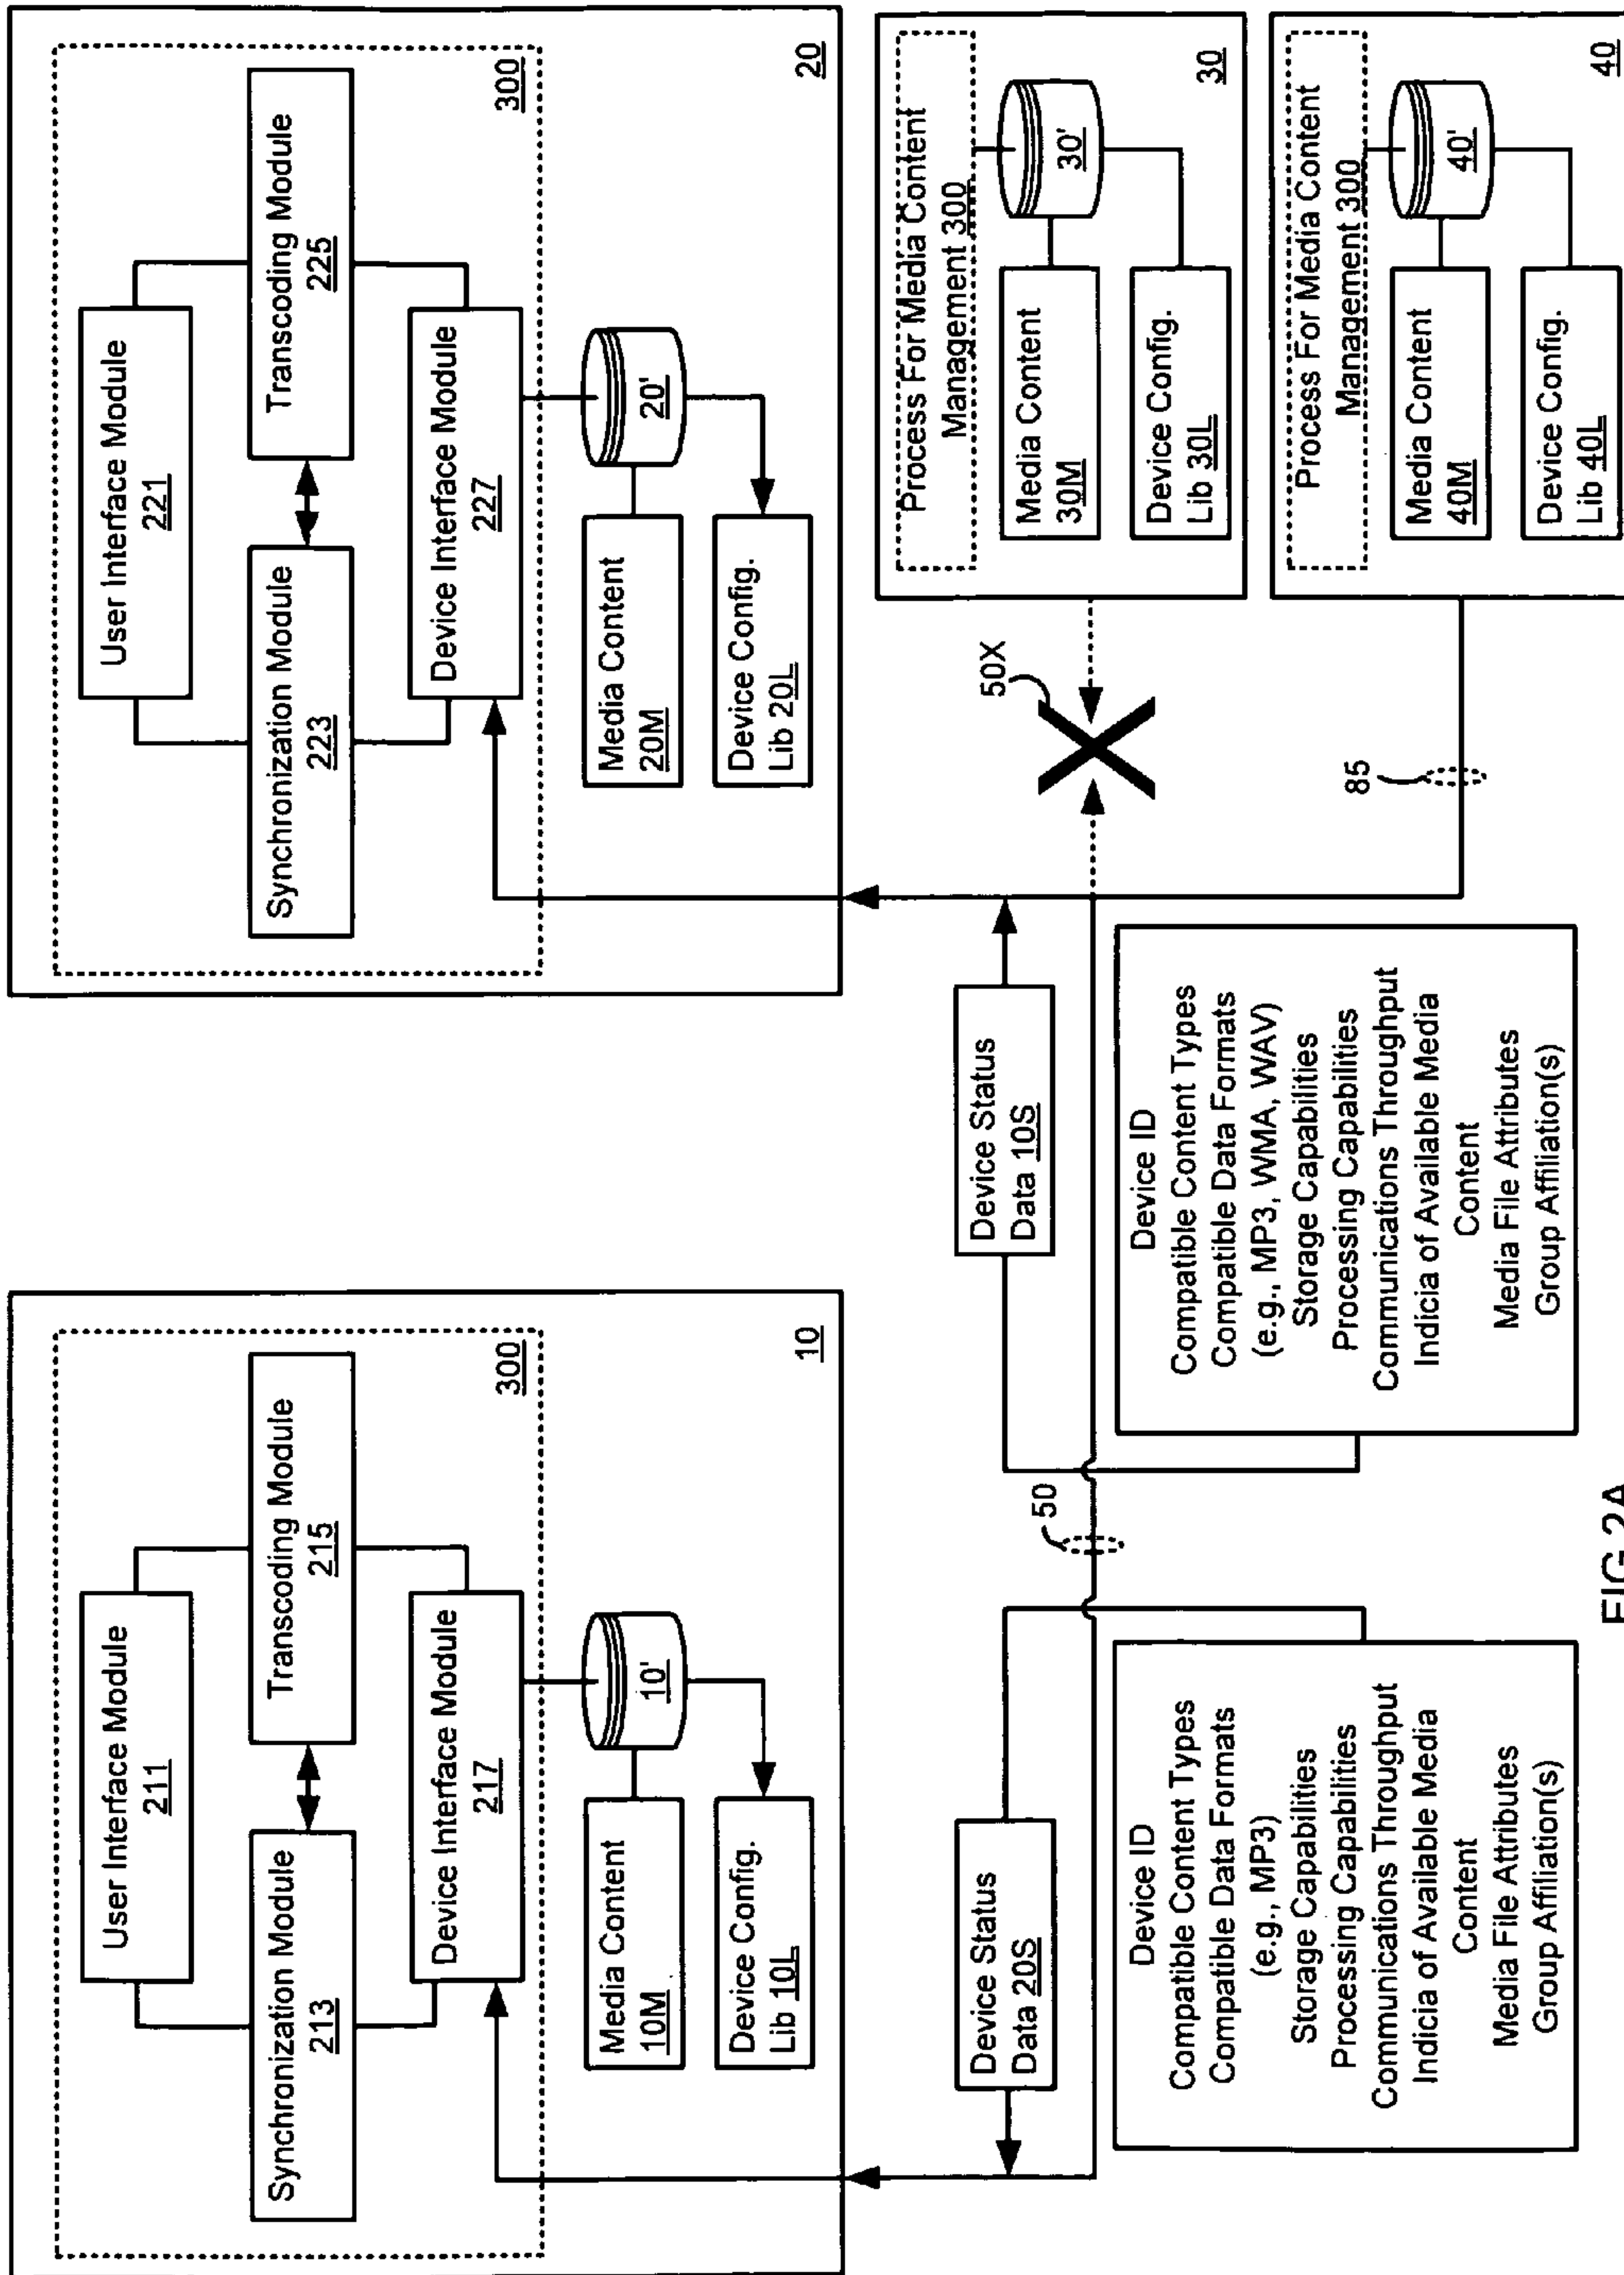 User Interface Module
211
Synchronization Module
213
Transcoding Module
215
Device Interface Module
217
300
10'
Media Content
10M
Device Config.
Lib 10L
10
User Interface Module
221
Synchronization Module
223
Transcoding Module
225
Device Interface Module
227
300
20'
Media Content
20M
Device Config.
Lib 20L
20
Device Status
Data 20S
Device ID
Compatible Content Types
Compatible Data Formats
(e.g., MP3)
Storage Capabilities
Processing Capabilities
Communications Throughput
Indicia of Available Media
Content
Media File Attributes
Group Affiliation(s)
50
Device Status
Data 10S
Device ID
Compatible Content Types
Compatible Data Formats
(e.g., MP3, WMA, WAV)
Storage Capabilities
Processing Capabilities
Communications Throughput
Indicia of Available Media
Content
Media File Attributes
Group Affiliation(s)
50X
85
Process For Media Content
Management 300
30'
Media Content
30M
Device Config.
Lib 30L
30
Process For Media Content
Management 300
40'
Media Content
40M
Device Config.
Lib 40L
40
FIG 2A